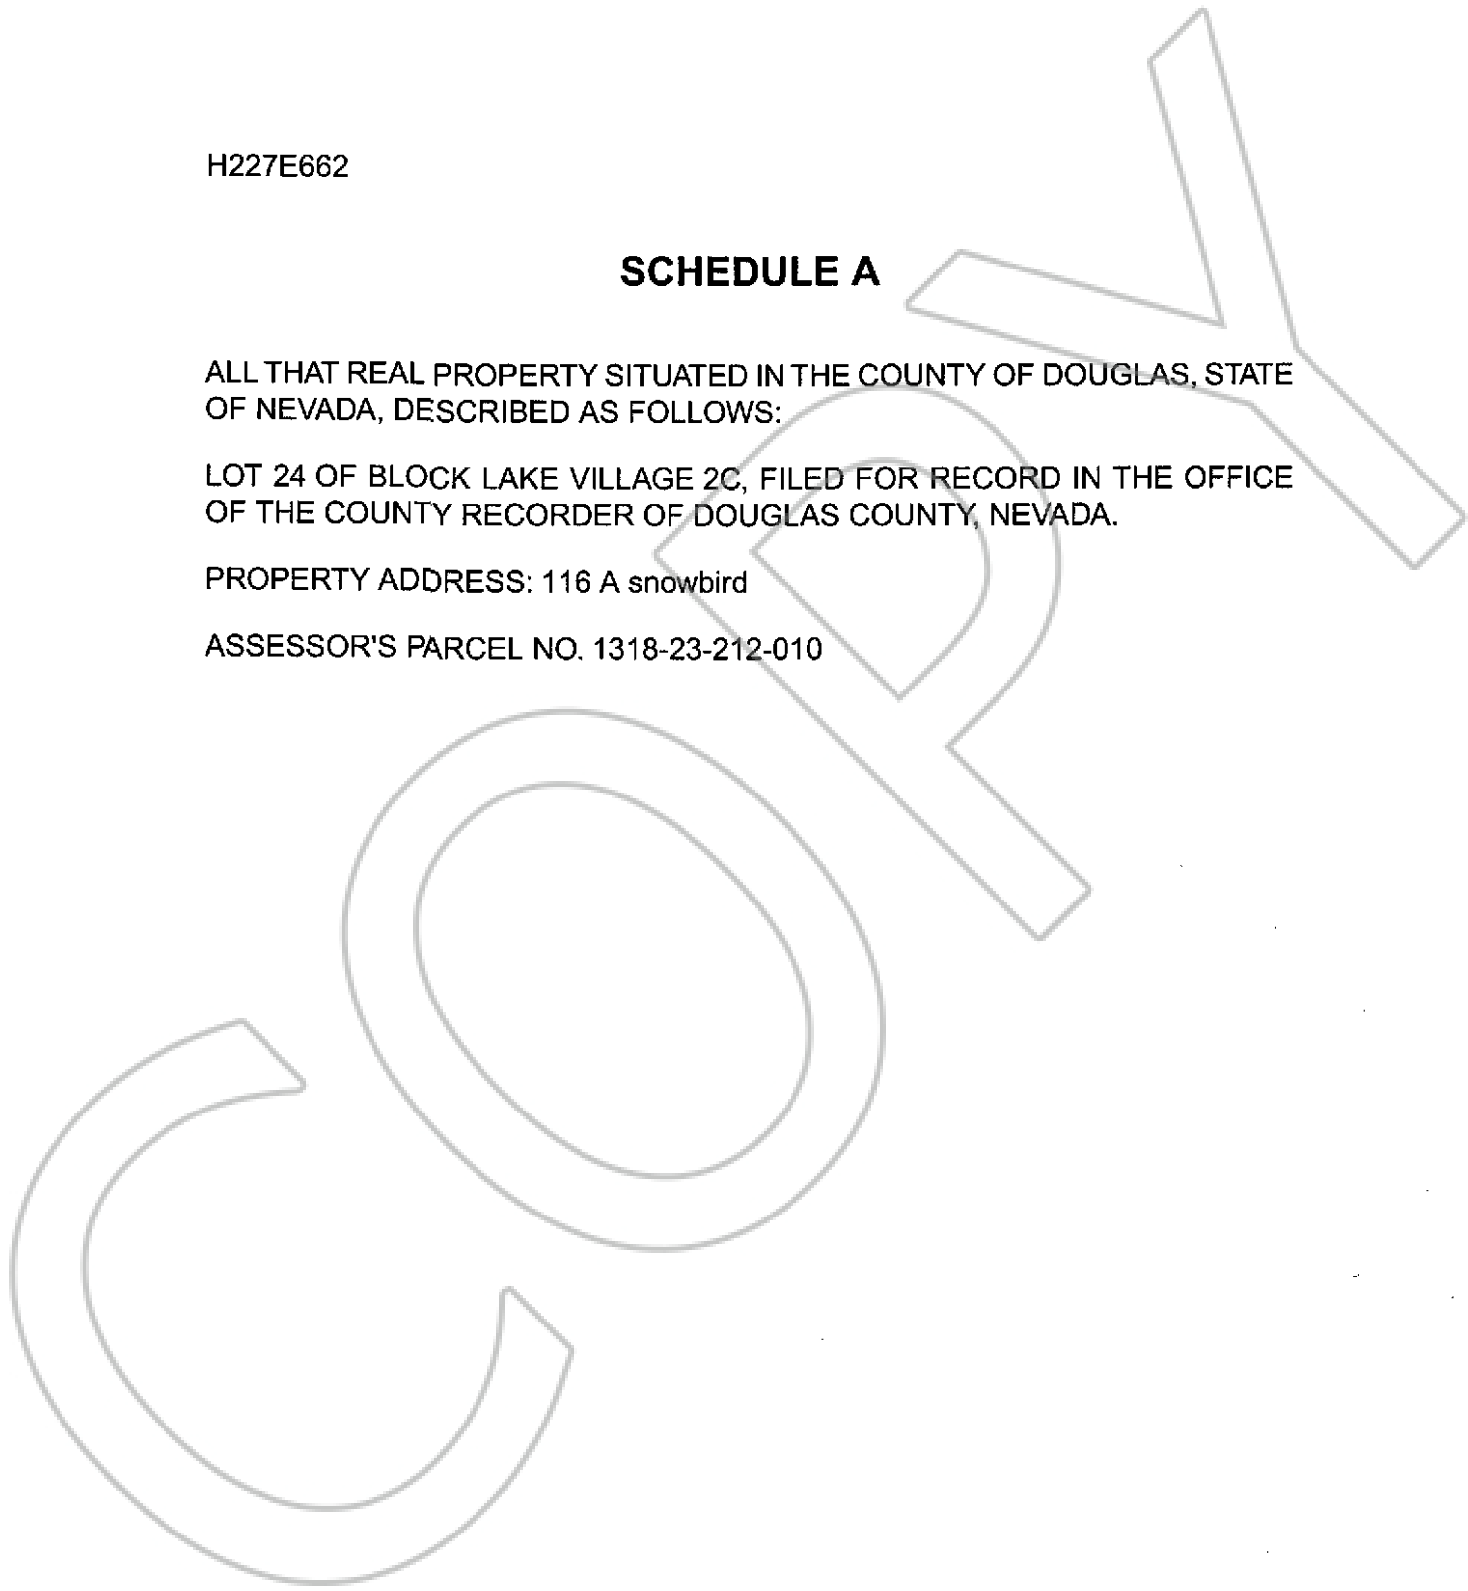 H227E662
SCHEDULE A
ALL THAT REAL PROPERTY SITUATED IN THE COUNTY OF DOUGLAS, STATE
OF NEVADA, DESCRIBED AS FOLLOWS:
LOT 24 OF BLOCK LAKE VILLAGE 2C, FILED FOR RECORD IN THE OFFICE
OF THE COUNTY RECORDER OF DOUGLAS COUNTY, NEVADA.
PROPERTY ADDRESS: 116 A snowbird
ASSESSOR'S PARCEL NO. 1318-23-212-010
COPY